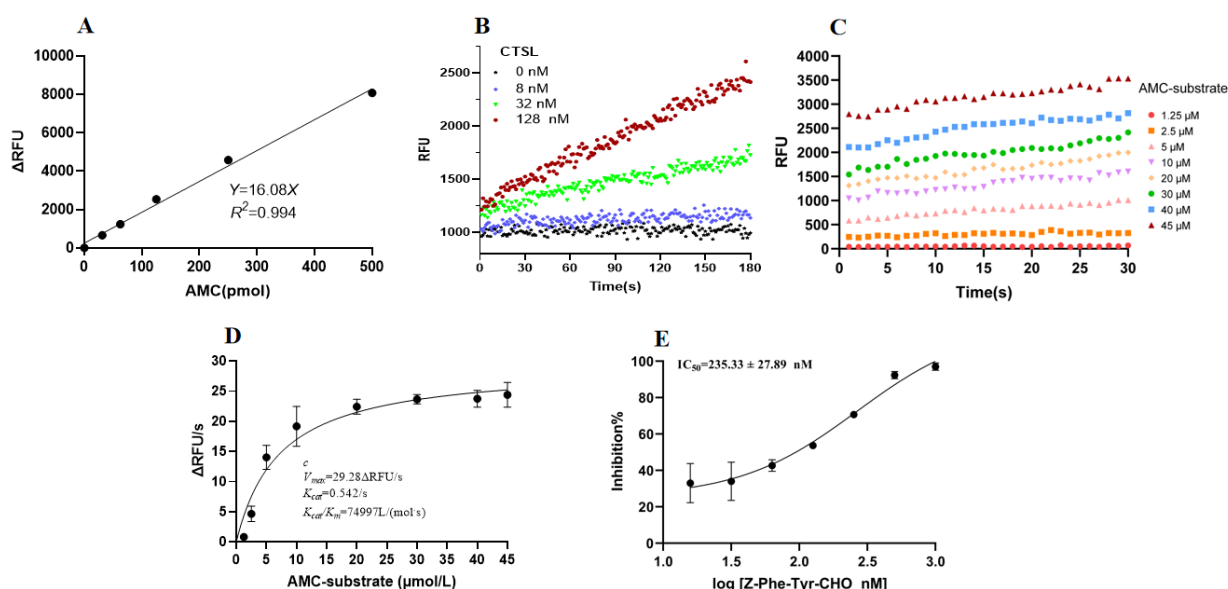 A
10000
8000
6000
4000
2000
0
ΔRFU
Y=16.08X
R²=0.994
0 100 200 300 400 500
AMC(pmol)
B
CTSL
0 nM
8 nM
32 nM
128 nM
2500
2000
1500
1000
RFU
0 30 60 90 120 150 180
Time(s)
C
4000
3500
3000
2500
2000
1500
1000
500
0
RFU
0 5 10 15 20 25 30
Time(s)
AMC-substrate
1.25 μM
2.5 μM
5 μM
10 μM
20 μM
30 μM
40 μM
45 μM
D
30
25
20
15
10
5
0
ΔRFU/s
c
Vmax=29.28ΔRFU/s
Kcat=0.542/s
Kcat/Km=74997L/(mol·s)
0 5 10 15 20 25 30 35 40 45
AMC-substrate (μmol/L)
E
IC50=235.33 ± 27.89 nM
100
80
60
40
20
0
Inhibition%
1.0 1.5 2.0 2.5 3.0
log [Z-Phe-Tyr-CHO nM]